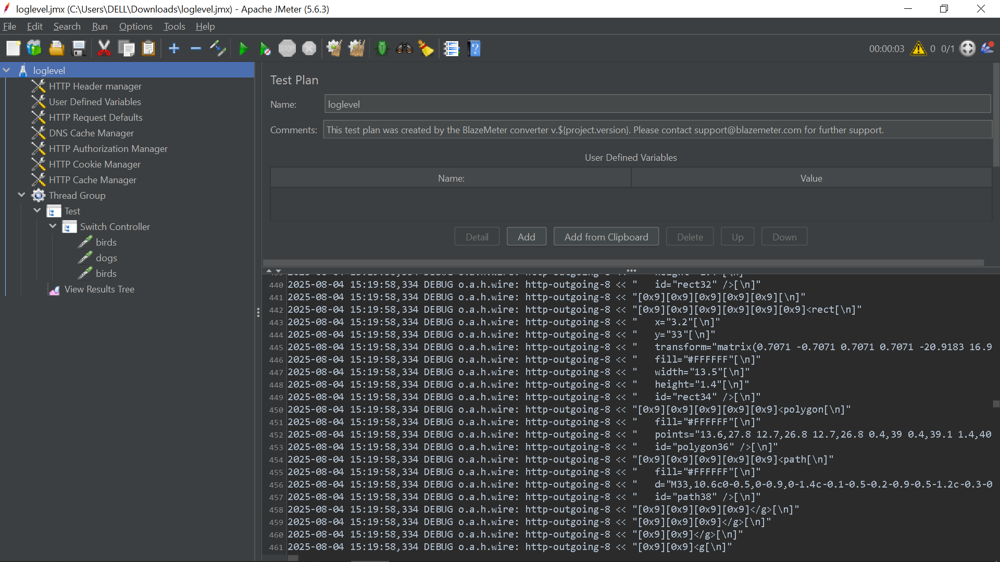 loglevel.jmx (C:\Users\DELL\Downloads\loglevel.jmx) - Apache JMeter (5.6.3)
File Edit Search Run Options Tools Help
STOP
00:00:03 0 0/1
loglevel
HTTP Header manager
User Defined Variables
HTTP Request Defaults
DNS Cache Manager
HTTP Authorization Manager
HTTP Cookie Manager
HTTP Cache Manager
Thread Group
Test
Switch Controller
birds
dogs
birds
View Results Tree
Test Plan
Name: loglevel
Comments: This test plan was created by the BlazeMeter converter v.${project.version}. Please contact support@blazemeter.com for further support.
User Defined Variables
Name: Value
Detail Add Add from Clipboard Delete Up Down
440 2025-08-04 15:19:58,334 DEBUG o.a.h.wire: http-outgoing-8 << "   id="rect32" />[\n]"
441 2025-08-04 15:19:58,334 DEBUG o.a.h.wire: http-outgoing-8 << "[0x9][0x9][0x9][0x9][0x9][\n]"
442 2025-08-04 15:19:58,334 DEBUG o.a.h.wire: http-outgoing-8 << "[0x9][0x9][0x9][0x9][0x9][0x9]<rect[\n]"
443 2025-08-04 15:19:58,334 DEBUG o.a.h.wire: http-outgoing-8 << "   x="3.2"[\n]"
444 2025-08-04 15:19:58,334 DEBUG o.a.h.wire: http-outgoing-8 << "   y="33"[\n]"
445 2025-08-04 15:19:58,334 DEBUG o.a.h.wire: http-outgoing-8 << "   transform="matrix(0.7071 -0.7071 0.7071 0.7071 -20.9183 16.9
446 2025-08-04 15:19:58,334 DEBUG o.a.h.wire: http-outgoing-8 << "   fill="#FFFFFF"[\n]"
447 2025-08-04 15:19:58,334 DEBUG o.a.h.wire: http-outgoing-8 << "   width="13.5"[\n]"
448 2025-08-04 15:19:58,334 DEBUG o.a.h.wire: http-outgoing-8 << "   height="1.4"[\n]"
449 2025-08-04 15:19:58,334 DEBUG o.a.h.wire: http-outgoing-8 << "   id="rect34" />[\n]"
450 2025-08-04 15:19:58,334 DEBUG o.a.h.wire: http-outgoing-8 << "[0x9][0x9][0x9][0x9][0x9]<polygon[\n]"
451 2025-08-04 15:19:58,334 DEBUG o.a.h.wire: http-outgoing-8 << "   fill="#FFFFFF"[\n]"
452 2025-08-04 15:19:58,334 DEBUG o.a.h.wire: http-outgoing-8 << "   points="13.6,27.8 12.7,26.8 12.7,26.8 0.4,39 0.4,39.1 1.4,40
453 2025-08-04 15:19:58,334 DEBUG o.a.h.wire: http-outgoing-8 << "   id="polygon36" />[\n]"
454 2025-08-04 15:19:58,334 DEBUG o.a.h.wire: http-outgoing-8 << "[0x9][0x9][0x9][0x9][0x9]<path[\n]"
455 2025-08-04 15:19:58,334 DEBUG o.a.h.wire: http-outgoing-8 << "   fill="#FFFFFF"[\n]"
456 2025-08-04 15:19:58,334 DEBUG o.a.h.wire: http-outgoing-8 << "   d="M33,10.6c0-0.5,0-0.9,0-1.4c-0.1-0.5-0.2-0.9-0.5-1.2c-0.3-0
457 2025-08-04 15:19:58,334 DEBUG o.a.h.wire: http-outgoing-8 << "   id="path38" />[\n]"
458 2025-08-04 15:19:58,334 DEBUG o.a.h.wire: http-outgoing-8 << "[0x9][0x9][0x9][0x9]</g>[\n]"
459 2025-08-04 15:19:58,334 DEBUG o.a.h.wire: http-outgoing-8 << "[0x9][0x9][0x9]</g>[\n]"
460 2025-08-04 15:19:58,334 DEBUG o.a.h.wire: http-outgoing-8 << "[0x9][0x9]</g>[\n]"
461 2025-08-04 15:19:58,334 DEBUG o.a.h.wire: http-outgoing-8 << "[0x9][0x9]<g[\n]"